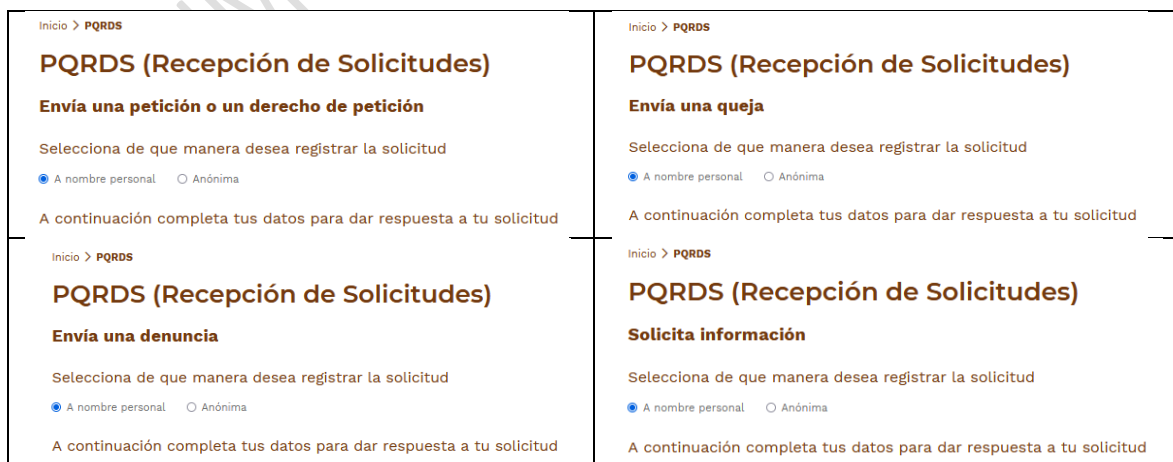 Inicio > PQRDS
PQRDS (Recepción de Solicitudes)
Envía una petición o un derecho de petición
Selecciona de que manera desea registrar la solicitud
A nombre personal Anónima
A continuación completa tus datos para dar respuesta a tu solicitud
Inicio > PQRDS
PQRDS (Recepción de Solicitudes)
Envía una queja
Selecciona de que manera desea registrar la solicitud
A nombre personal Anónima
A continuación completa tus datos para dar respuesta a tu solicitud
Inicio > PQRDS
PQRDS (Recepción de Solicitudes)
Envía una denuncia
Selecciona de que manera desea registrar la solicitud
A nombre personal Anónima
A continuación completa tus datos para dar respuesta a tu solicitud
Inicio > PQRDS
PQRDS (Recepción de Solicitudes)
Solicita información
Selecciona de que manera desea registrar la solicitud
A nombre personal Anónima
A continuación completa tus datos para dar respuesta a tu solicitud